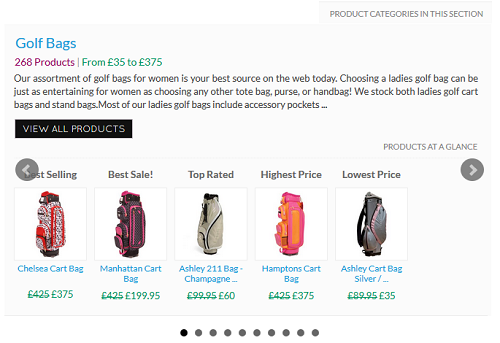 PRODUCT CATEGORIES IN THIS SECTION
Golf Bags
268 Products | From £35 to £375
Our assortment of golf bags for women is your best source on the web today. Choosing a ladies golf bag can be
just as entertaining for women as choosing any other tote bag, purse, or handbag! We stock both ladies golf cart
bags and stand bags.Most of our ladies golf bags include accessory pockets ...
VIEW ALL PRODUCTS
PRODUCTS AT A GLANCE
Selling
Best Sale!
Top Rated
Highest Price
Lowest Price
Chelsea Cart Bag
£425 £375
Manhattan Cart
Bag
£425 £199.95
Ashley 211 Bag -
Champagne ...
£99.95 £60
Hamptons Cart
Bag
£425 £375
Ashley Cart Bag
Silver / ...
£89.95 £35